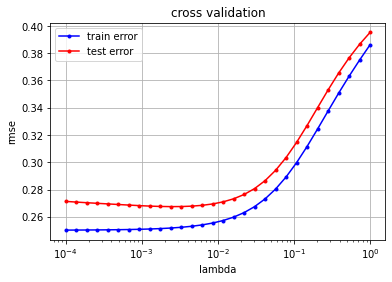 cross validation
train error
test error
rmse
0.40
0.38
0.36
0.34
0.32
0.30
0.28
0.26
10⁻⁴ 10⁻³ 10⁻² 10⁻¹ 10⁰
lambda